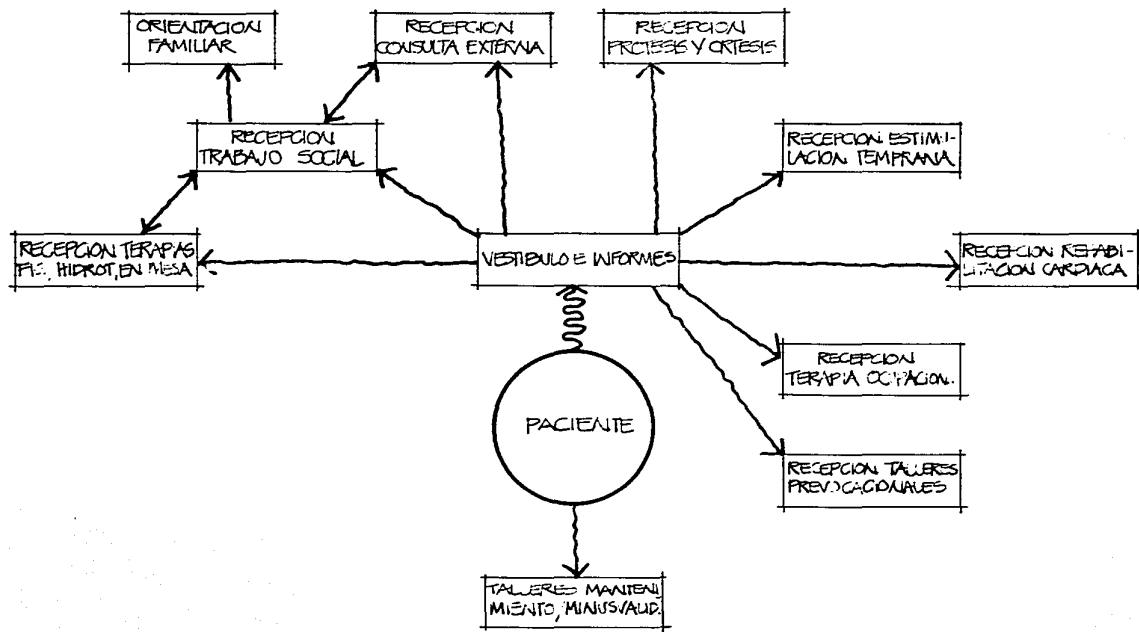 ORIENTACION
FAMILIAR
RECEPCION
CONSULTA EXTERNA
RECEPCION
PROTESIS Y ORTESIS
RECEPCION
TRABAJO SOCIAL
RECEPCION ESTIMU-
LACION TEMPRANA
RECEPCION TERAPIAS
FIS, HIDROT, EN MESA.
VESTIBULO E INFORMES
RECEPCION REHABI-
LITACION CARDIACA
RECEPCION
TERAPIA OCUPACION.
PACIENTE
RECEPCION TALLERES
PREVOCACIONALES
TALLERES MANTENI
MIENTO, MINUSVALID.